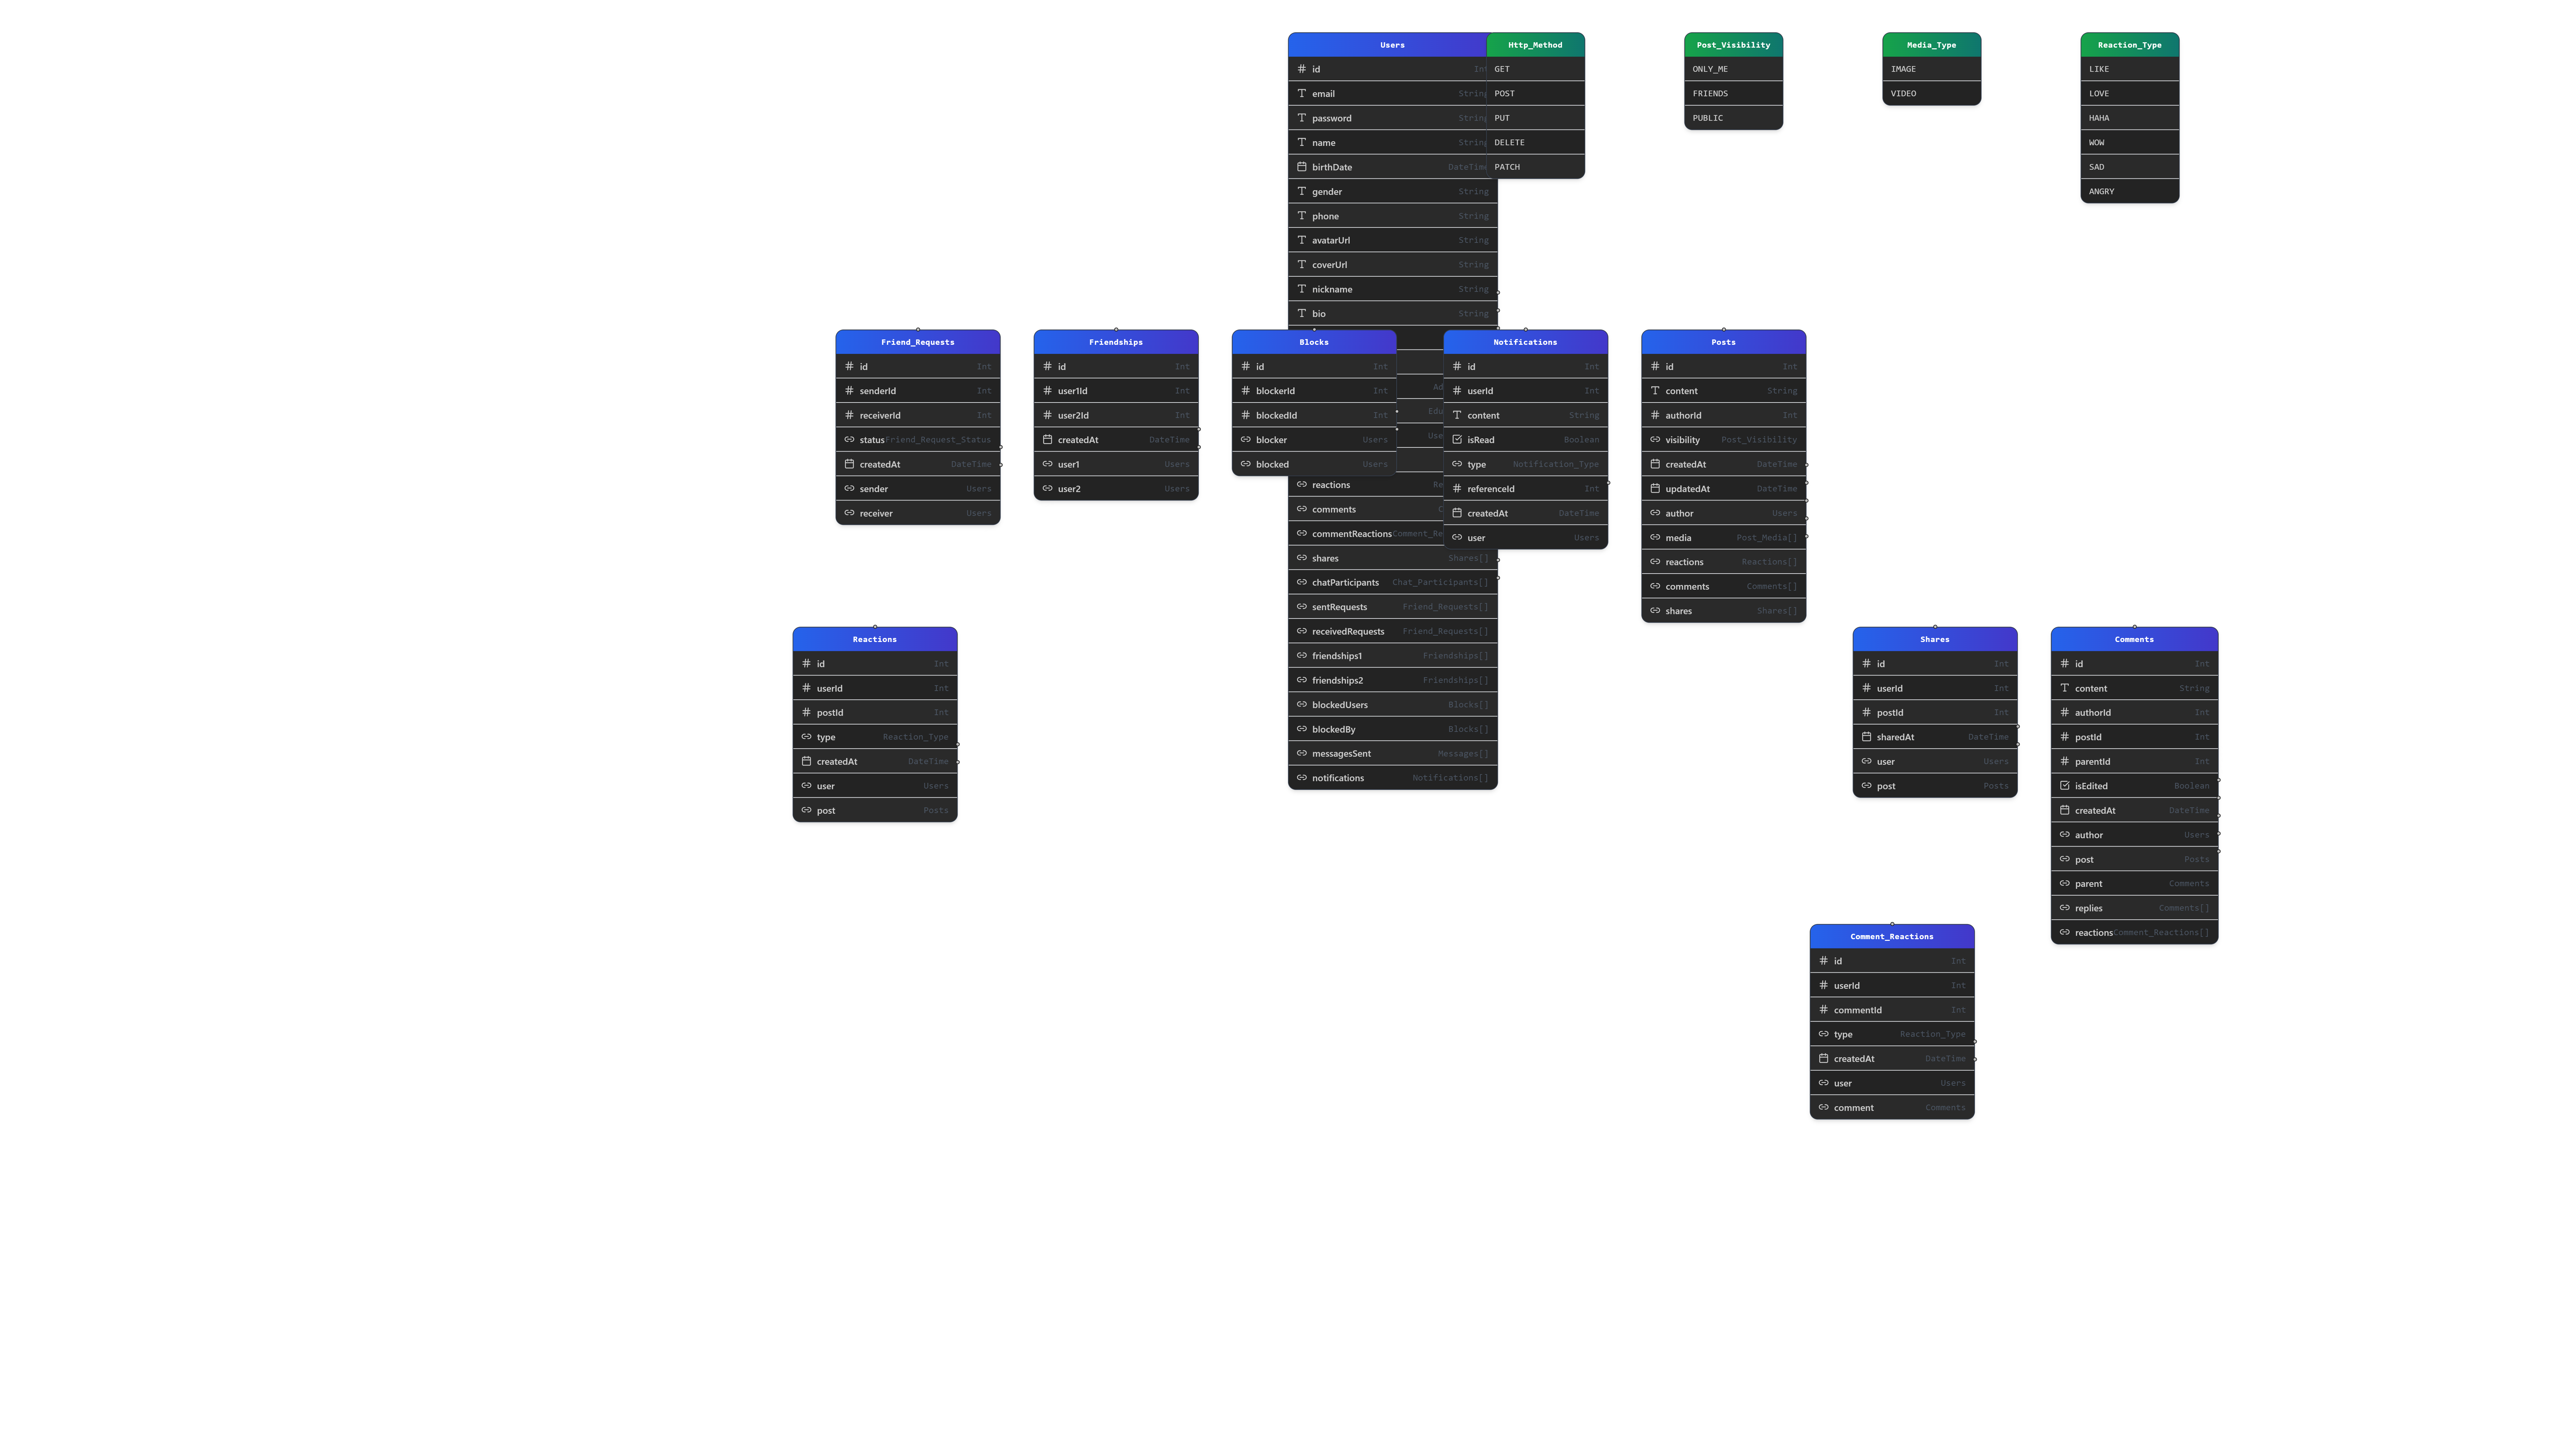 Users
id Int
email String
password String
name String
birthDate DateTime
gender String
phone String
avatarUrl String
coverUrl String
nickname String
bio String
reactions
comments
commentReactions
shares Shares[]
chatParticipants Chat_Participants[]
sentRequests Friend_Requests[]
receivedRequests Friend_Requests[]
friendships1 Friendships[]
friendships2 Friendships[]
blockedUsers Blocks[]
blockedBy Blocks[]
messagesSent Messages[]
notifications Notifications[]
Http_Method
GET
POST
PUT
DELETE
PATCH
Post_Visibility
ONLY_ME
FRIENDS
PUBLIC
Media_Type
IMAGE
VIDEO
Reaction_Type
LIKE
LOVE
HAHA
WOW
SAD
ANGRY
Friend_Requests
id Int
senderId Int
receiverId Int
status Friend_Request_Status
createdAt DateTime
sender Users
receiver Users
Friendships
id Int
user1Id Int
user2Id Int
createdAt DateTime
user1 Users
user2 Users
Blocks
id Int
blockerId Int
blockedId Int
blocker Users
blocked Users
Notifications
id Int
userId Int
content String
isRead Boolean
type Notification_Type
referenceId Int
createdAt DateTime
user Users
Posts
id Int
content String
authorId Int
visibility Post_Visibility
createdAt DateTime
updatedAt DateTime
author Users
media Post_Media[]
reactions Reactions[]
comments Comments[]
shares Shares[]
Reactions
id Int
userId Int
postId Int
type Reaction_Type
createdAt DateTime
user Users
post Posts
Shares
id Int
userId Int
postId Int
sharedAt DateTime
user Users
post Posts
Comments
id Int
content String
authorId Int
postId Int
parentId Int
isEdited Boolean
createdAt DateTime
author Users
post Posts
parent Comments
replies Comments[]
reactions Comment_Reactions[]
Comment_Reactions
id Int
userId Int
commentId Int
type Reaction_Type
createdAt DateTime
user Users
comment Comments